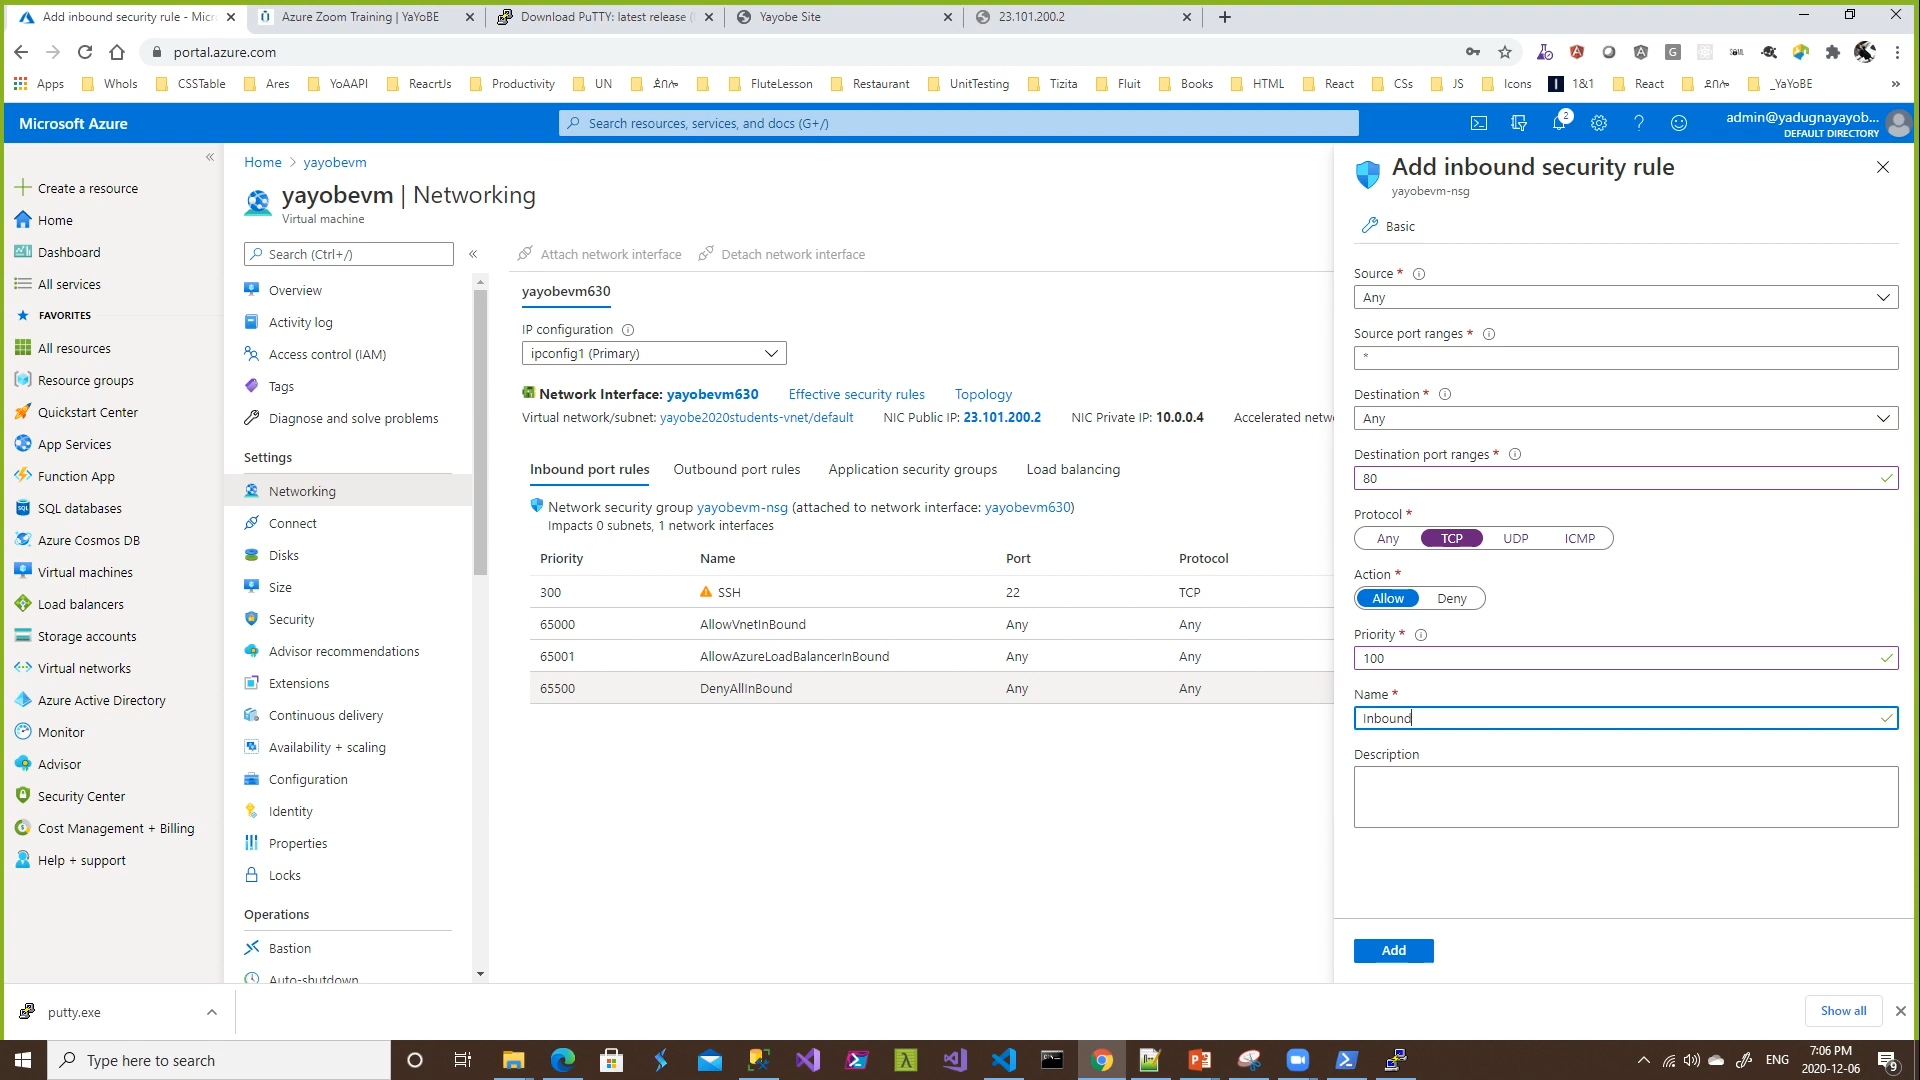 Add inbound security rule - Micr
Azure Zoom Training | YaYoBE
Download PuTTY: latest release (
Yayobe Site
23.101.200.2
portal.azure.com
Apps
WhoIs
CSSTable
Ares
YoAAPI
ReacrtJs
Productivity
UN
FluteLesson
Restaurant
UnitTesting
Tizita
Fluit
Books
HTML
React
CSs
JS
Icons
1&1
React
_YaYoBE
»
Microsoft Azure
Search resources, services, and docs (G+/)
2
admin@yadugnayayob...
DEFAULT DIRECTORY
Create a resource
Home
Dashboard
All services
FAVORITES
All resources
Resource groups
Quickstart Center
App Services
Function App
SQL databases
Azure Cosmos DB
Virtual machines
Load balancers
Storage accounts
Virtual networks
Azure Active Directory
Monitor
Advisor
Security Center
Cost Management + Billing
Help + support
Home > yayobevm
yayobevm | Networking
Virtual machine
Search (Ctrl+/)
Overview
Activity log
Access control (IAM)
Tags
Diagnose and solve problems
Settings
Networking
Connect
Disks
Size
Security
Advisor recommendations
Extensions
Continuous delivery
Availability + scaling
Configuration
Identity
Properties
Locks
Operations
Bastion
Auto-shutdown
Attach network interface Detach network interface
yayobevm630
IP configuration
ipconfig1 (Primary)
Network Interface: yayobevm630 Effective security rules Topology
Virtual network/subnet: yayobe2020students-vnet/default NIC Public IP: 23.101.200.2 NIC Private IP: 10.0.0.4 Accelerated netw
Inbound port rules Outbound port rules Application security groups Load balancing
Network security group yayobevm-nsg (attached to network interface: yayobevm630)
Impacts 0 subnets, 1 network interfaces
Priority Name Port Protocol
300 SSH 22 TCP
65000 AllowVnetInBound Any Any
65001 AllowAzureLoadBalancerInBound Any Any
65500 DenyAllInBound Any Any
Add inbound security rule
yayobevm-nsg
Basic
Source *
Any
Source port ranges *
*
Destination *
Any
Destination port ranges *
80
Protocol *
Any TCP UDP ICMP
Action *
Allow Deny
Priority *
100
Name *
Inbound
Description
Add
putty.exe
Show all
Type here to search
ENG
7:06 PM
2020-12-06
9